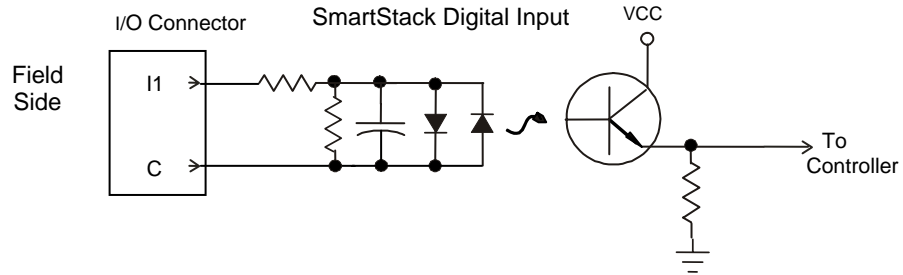 SmartStack Digital Input
I/O Connector
VCC
Field
Side
I1
C
To
Controller